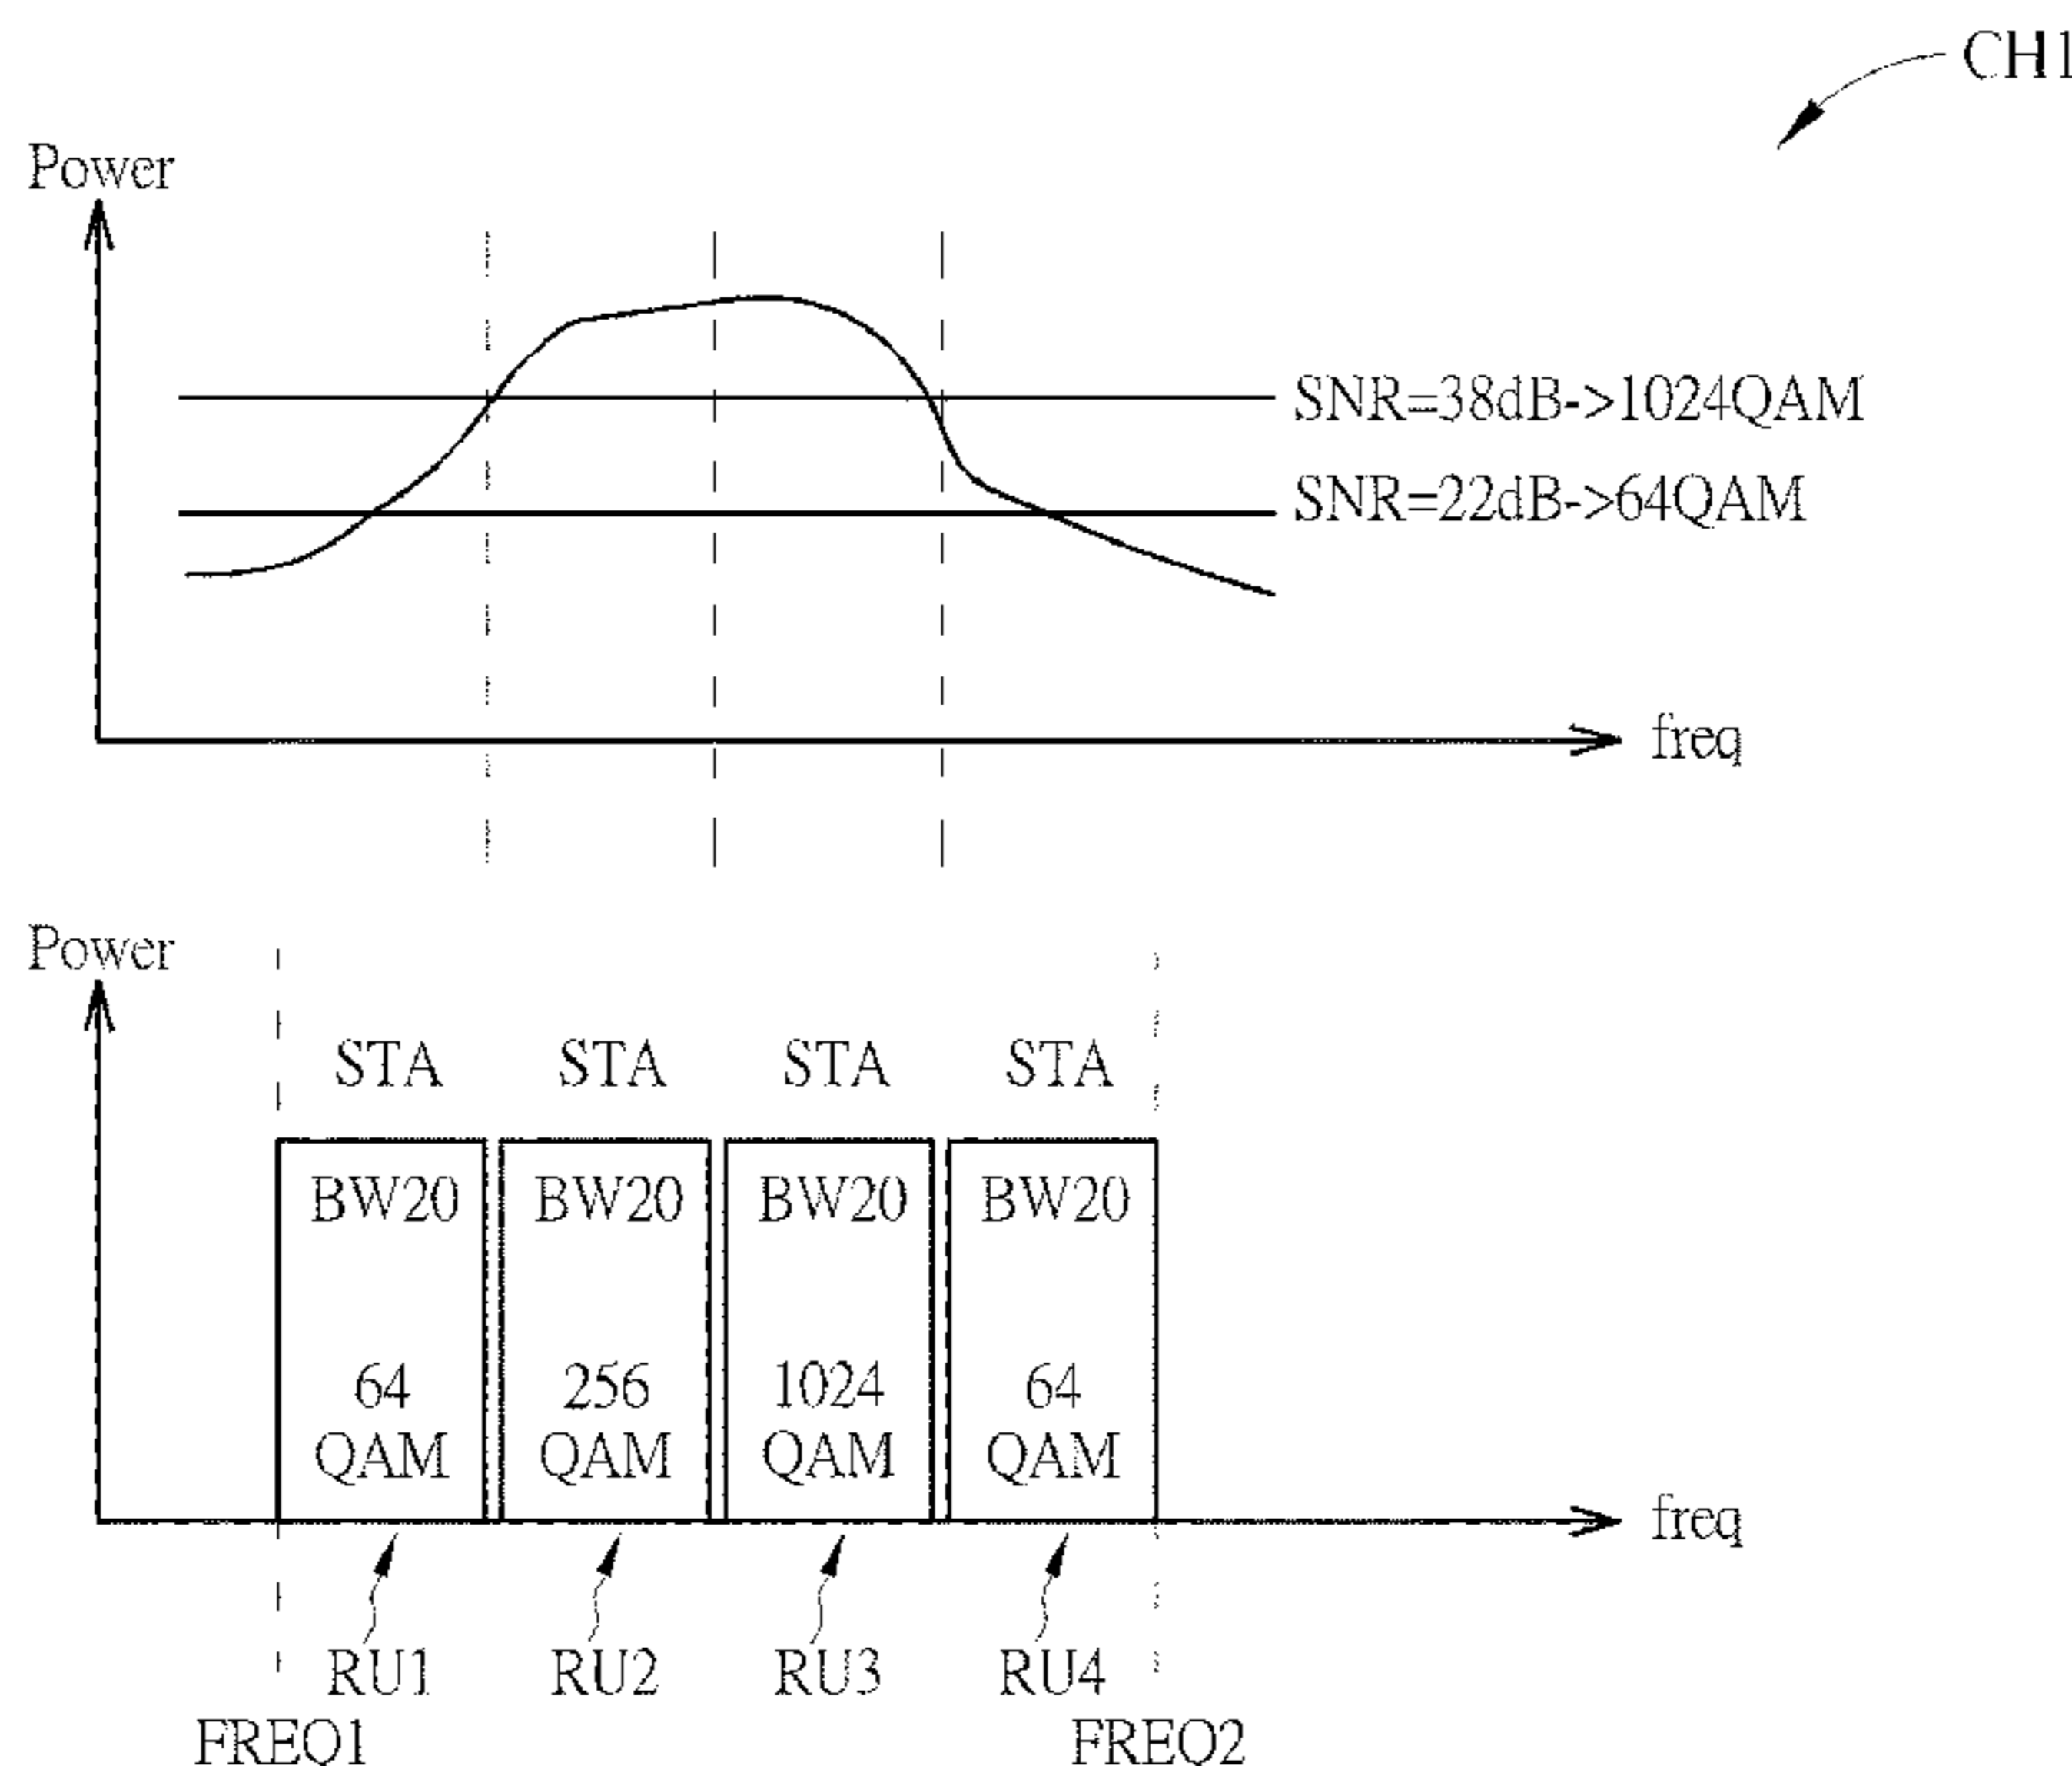 CH1
Power
SNR=38dB->1024QAM
SNR=22dB->64QAM
freq
Power
STA STA STA STA
BW20 BW20 BW20 BW20
64 256 1024 64
QAM QAM QAM QAM
freq
RU1 RU2 RU3 RU4
FREQ1 FREQ2